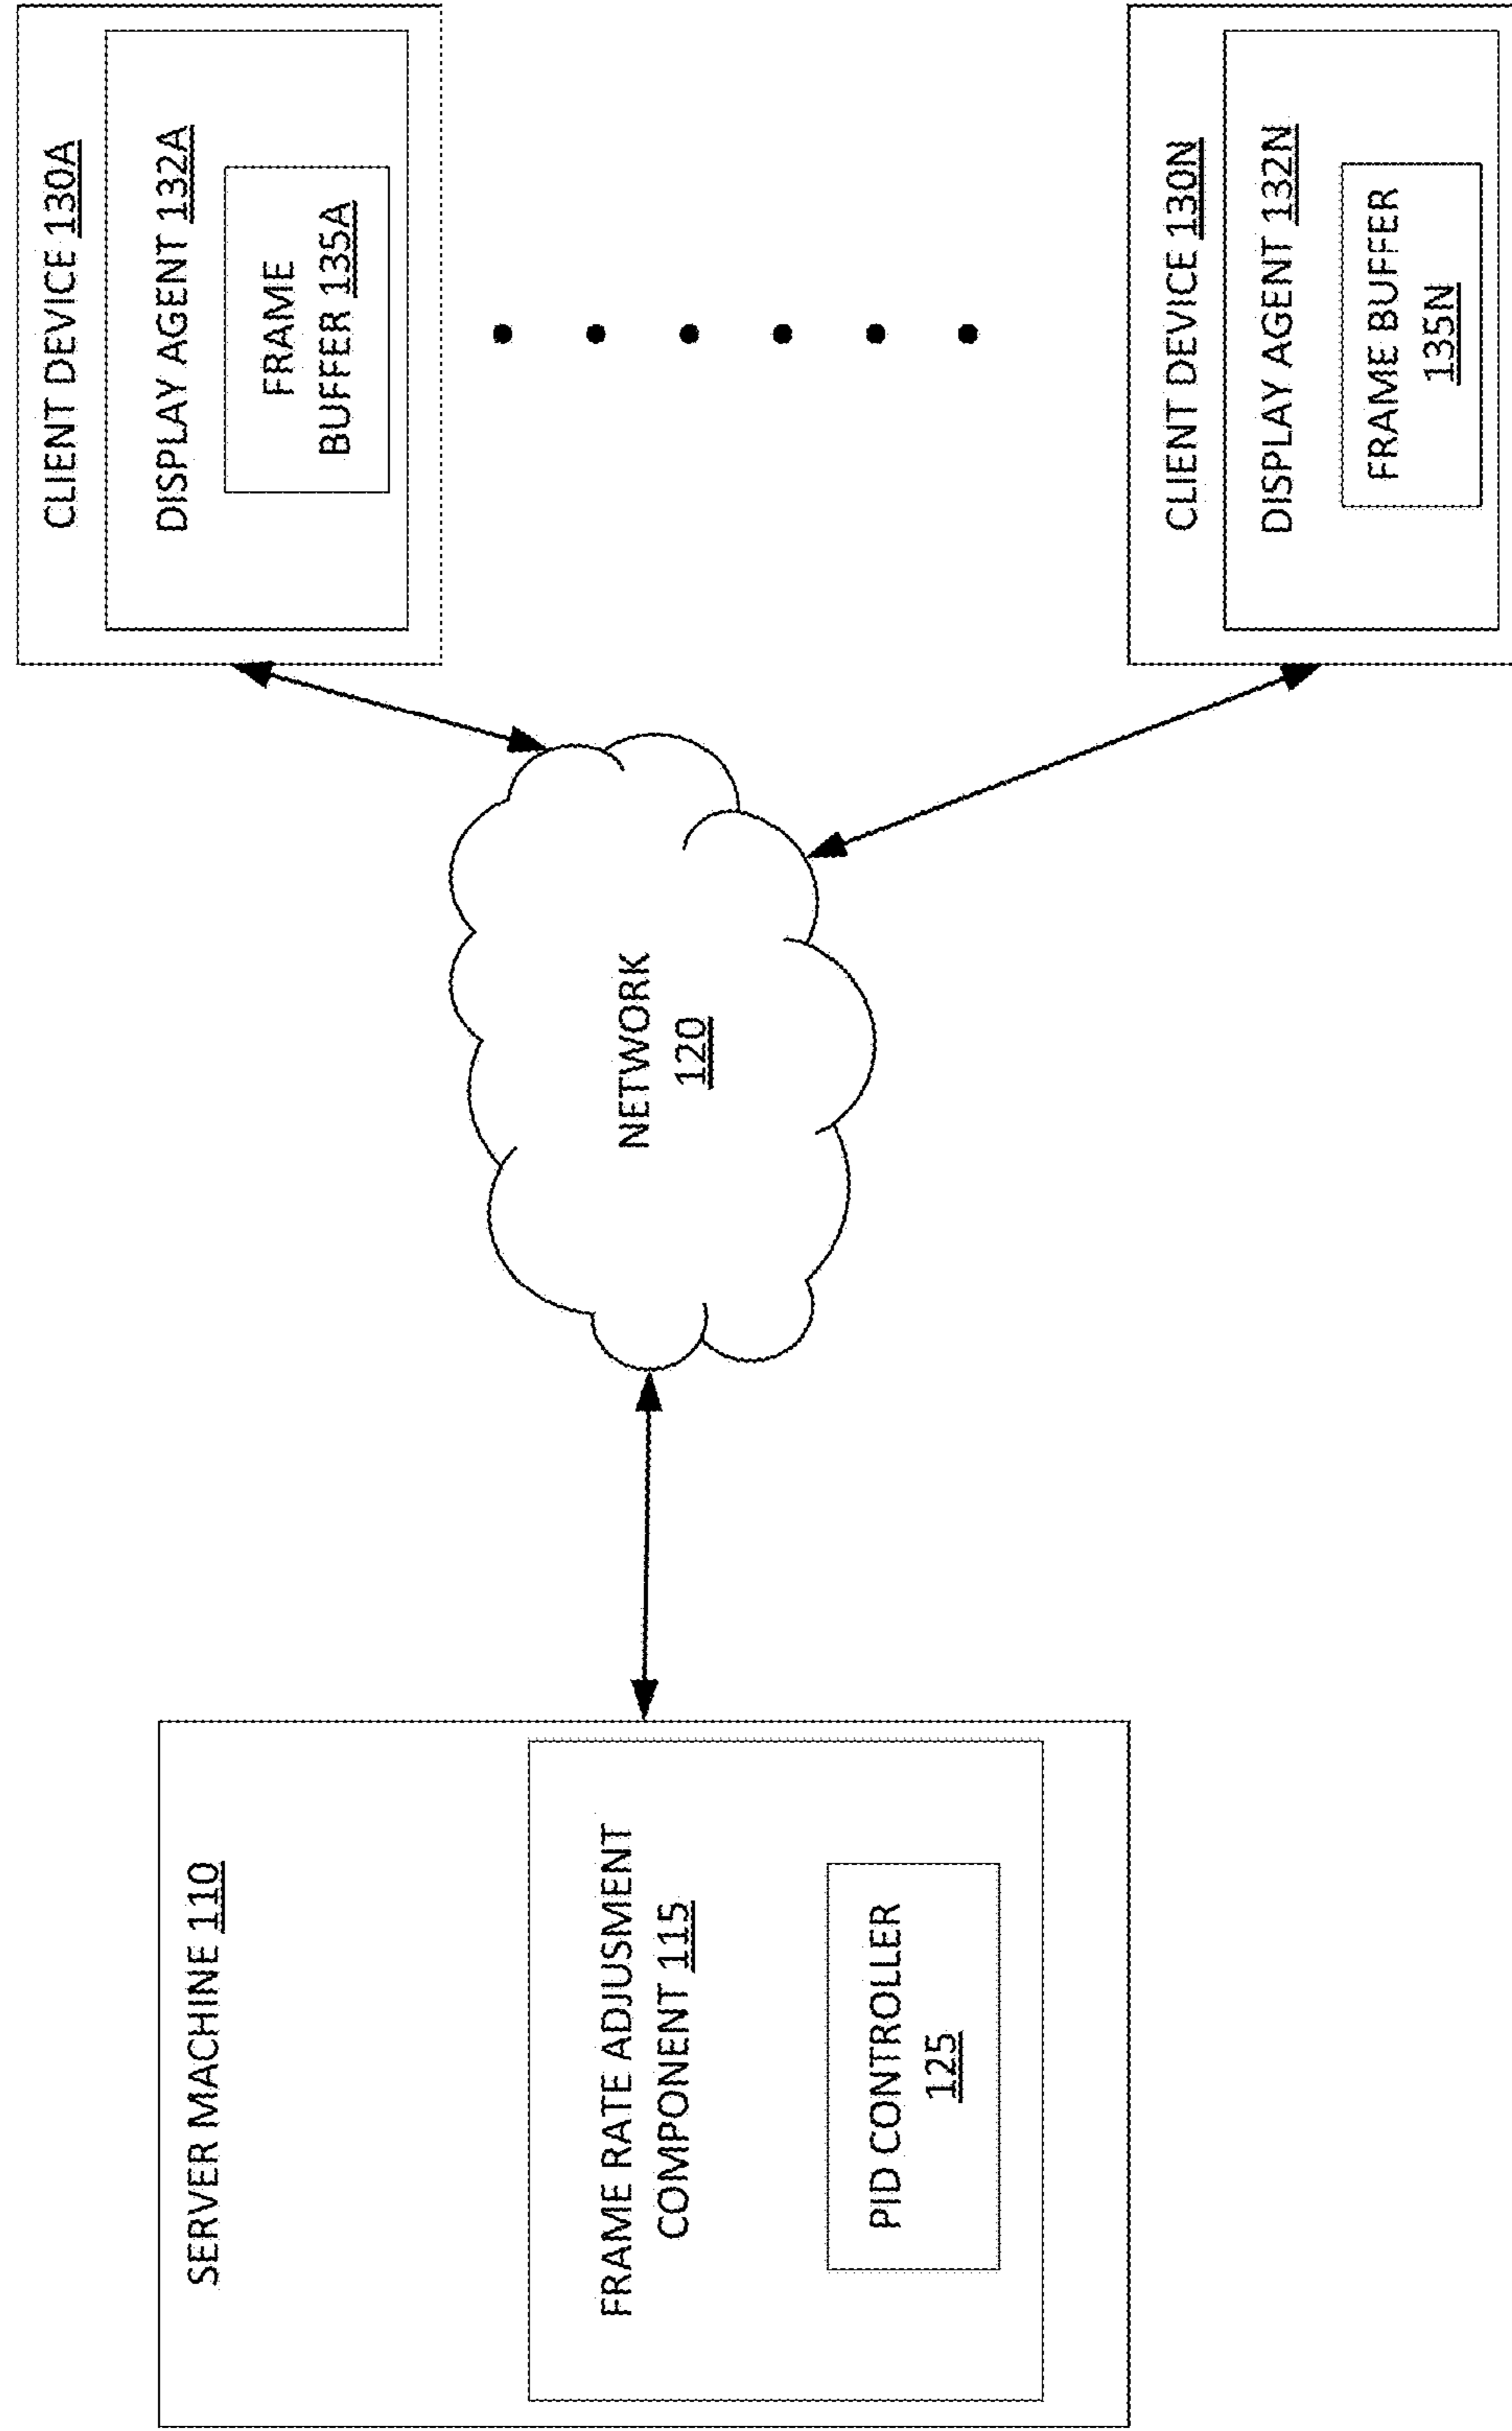 SERVER MACHINE 110
FRAME RATE ADJUSMENT
COMPONENT 115
PID CONTROLLER
125
NETWORK
120
CLIENT DEVICE 130A
DISPLAY AGENT 132A
FRAME
BUFFER 135A
CLIENT DEVICE 130N
DISPLAY AGENT 132N
FRAME BUFFER
135N